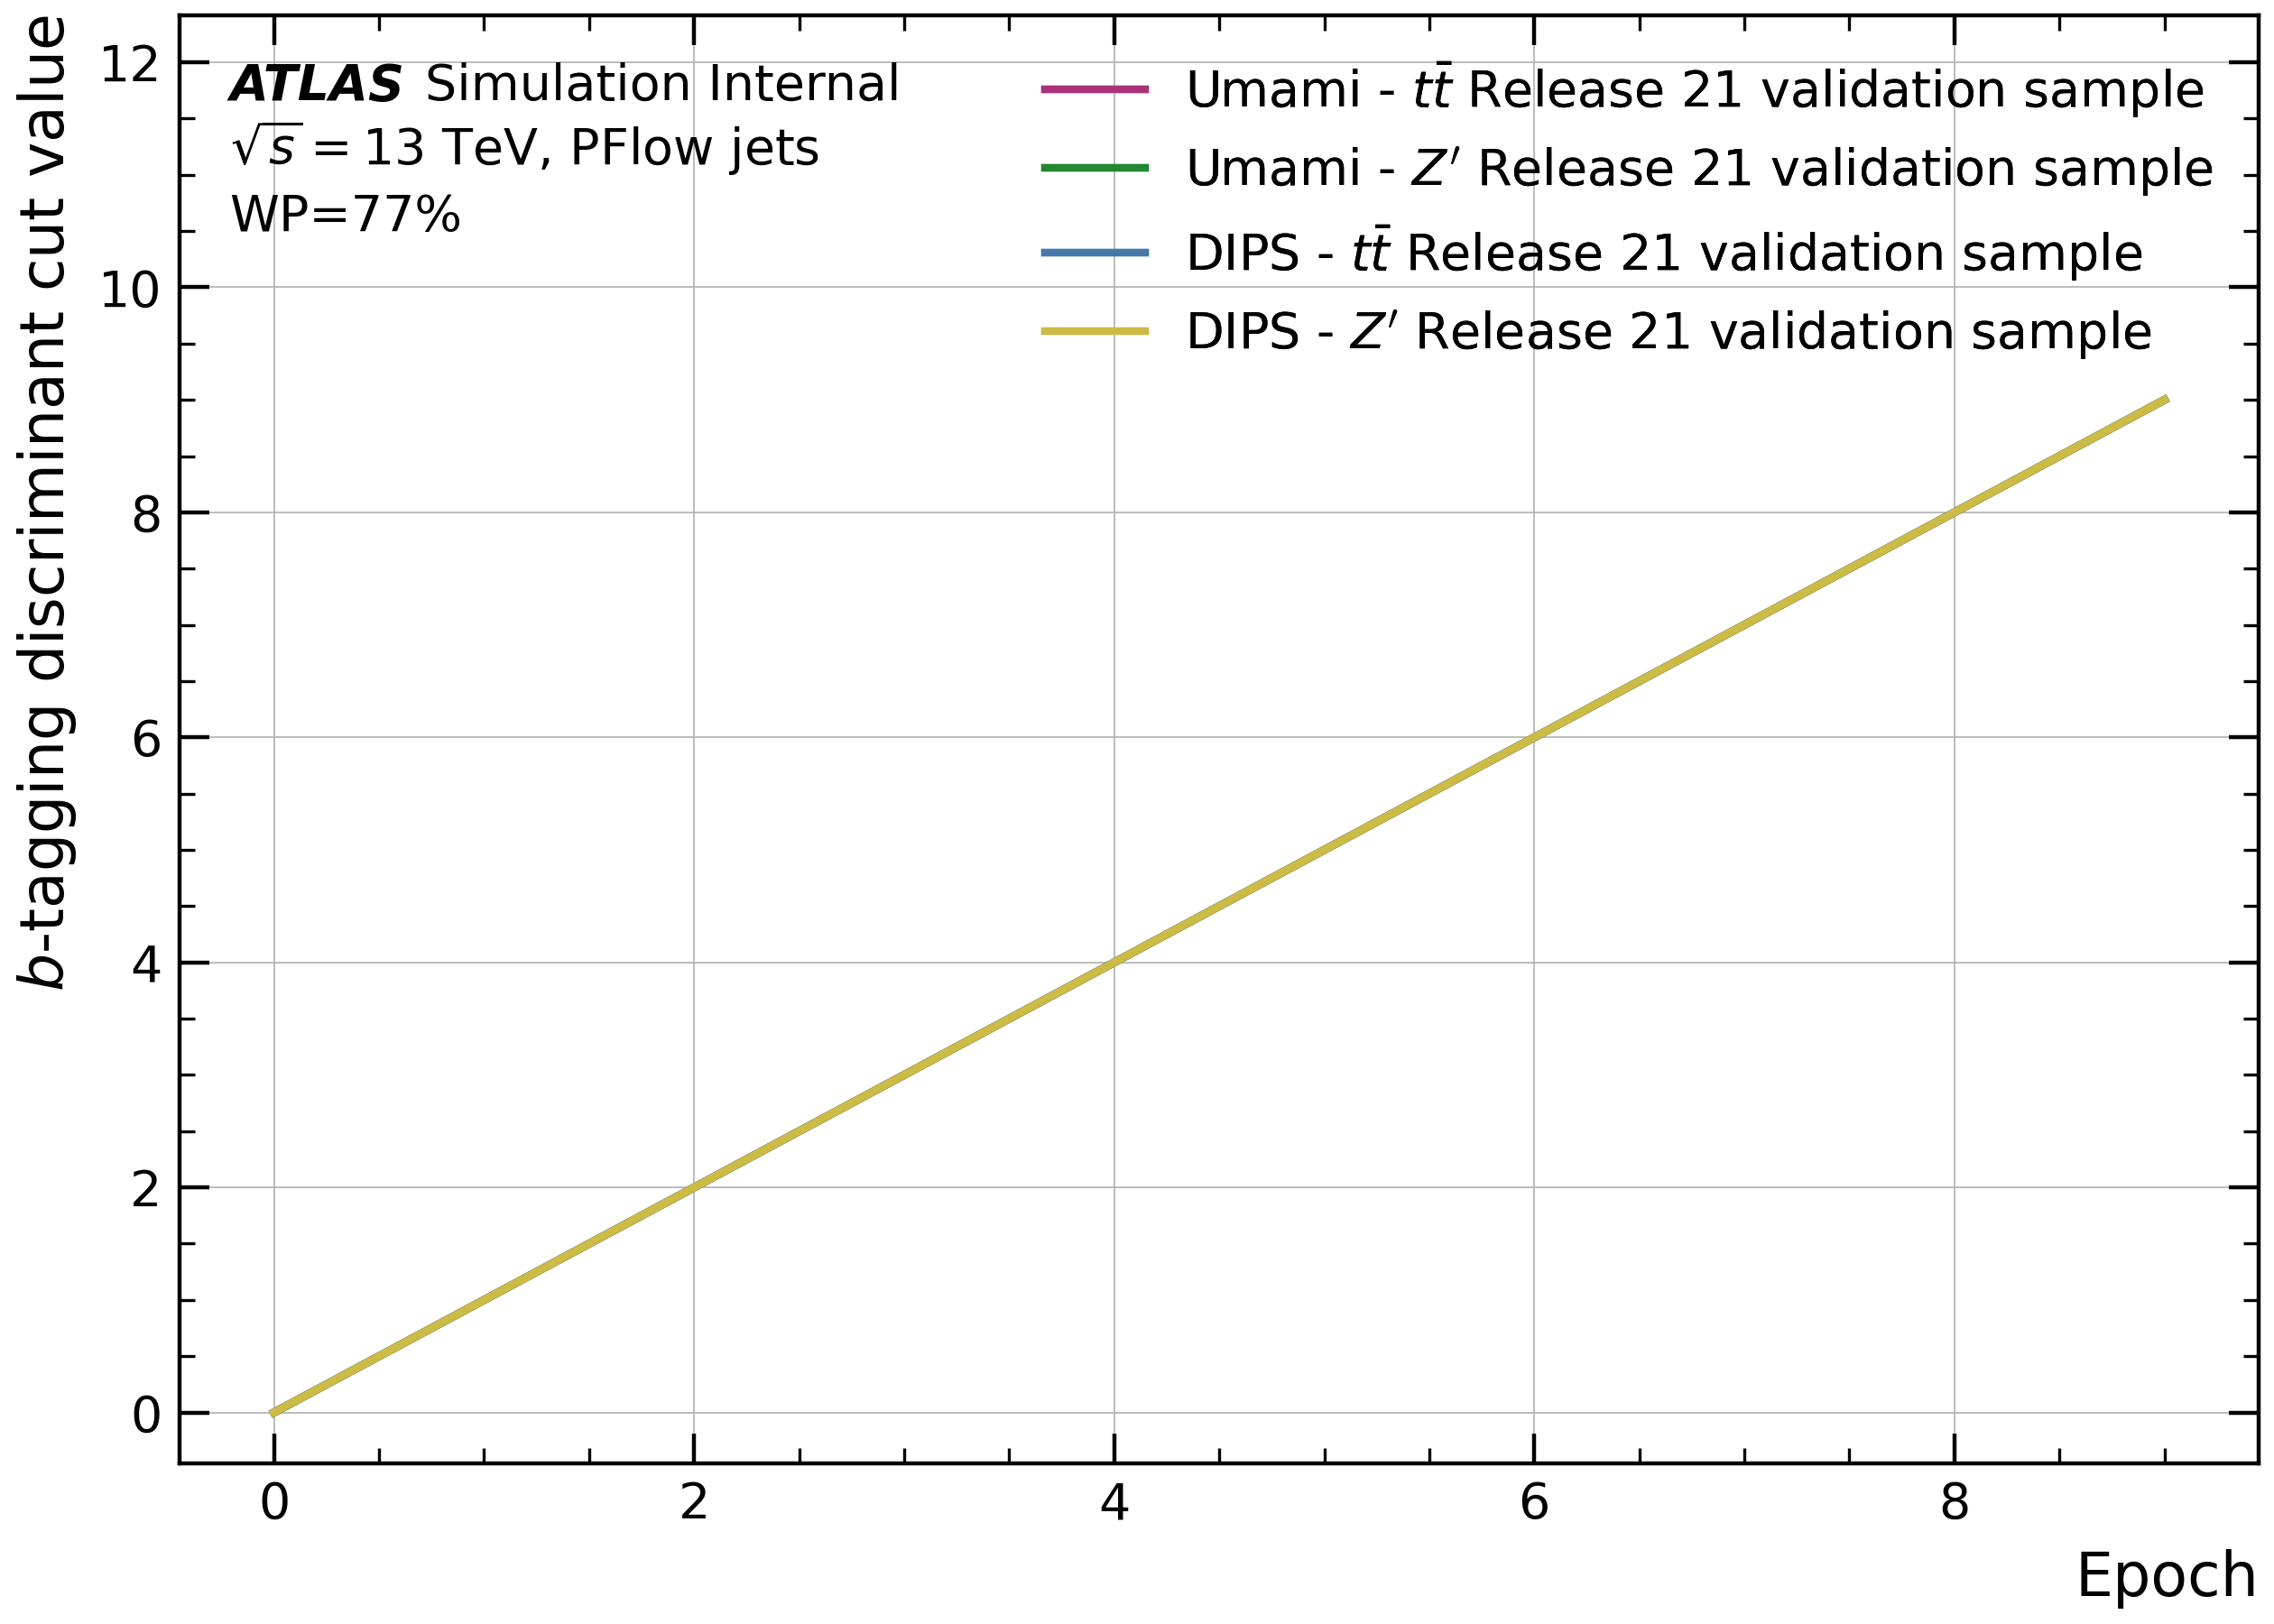 b-tagging discriminant cut value
12
10
8
6
4
2
0
ATLAS Simulation Internal
√s = 13 TeV, PFlow jets
WP=77%
Umami - tt̄ Release 21 validation sample
Umami - Z′ Release 21 validation sample
DIPS - tt̄ Release 21 validation sample
DIPS - Z′ Release 21 validation sample
0 2 4 6 8
Epoch